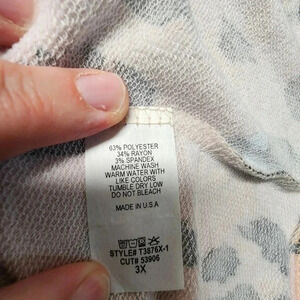 63% POLYESTER
34% RAYON
3% SPANDEX
MACHINE WASH
WARM WATER WITH
LIKE COLORS
TUMBLE DRY LOW
DO NOT BLEACH
MADE IN U.S.A
STYLE# T3876X-1
CUT# 53906
3X